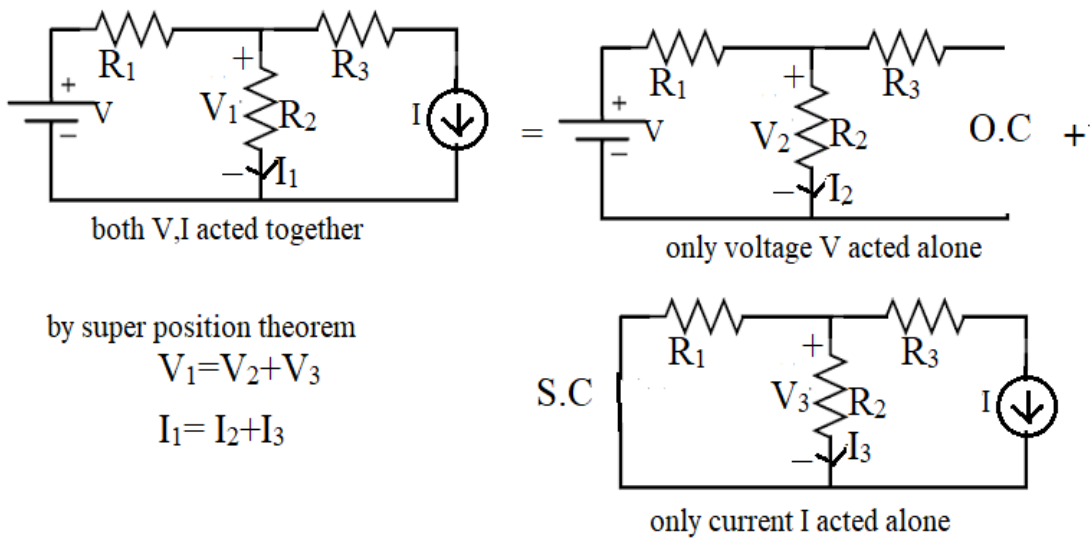 R₁
R₃
+
+
V
V₁
R₂
I
−
−
I₁
both V,I acted together
=
R₁
R₃
+
+
V
V₂
R₂
O.C
+
−
−
I₂
only voltage V acted alone
by super position theorem
V₁=V₂+V₃
I₁= I₂+I₃
R₁
R₃
+
S.C
V₃
R₂
I
−
I₃
only current I acted alone